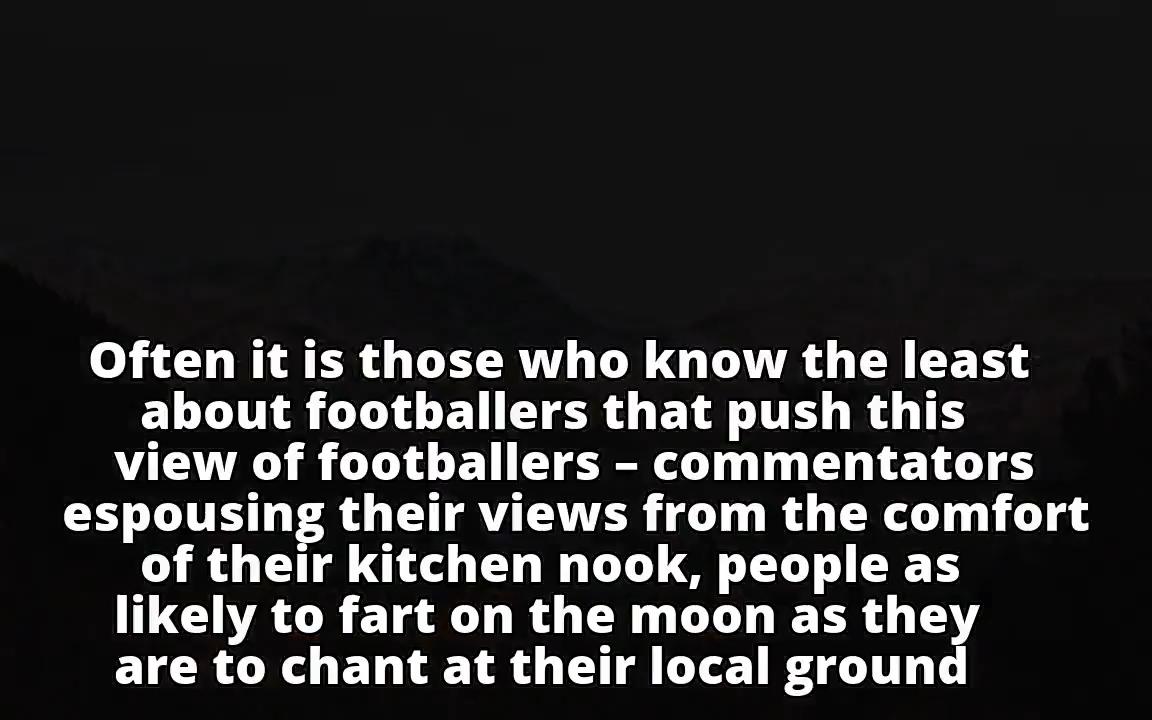 Often it is those who know the least
about footballers that push this
view of footballers – commentators
espousing their views from the comfort
of their kitchen nook, people as
likely to fart on the moon as they
are to chant at their local ground